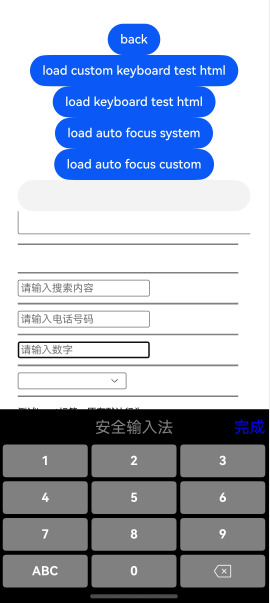 back
load custom keyboard test html
load keyboard test html
load auto focus system
load auto focus custom
请输入搜索内容
请输入电话号码
请输入数字
安全输入法 完成
1 2 3
4 5 6
7 8 9
ABC 0